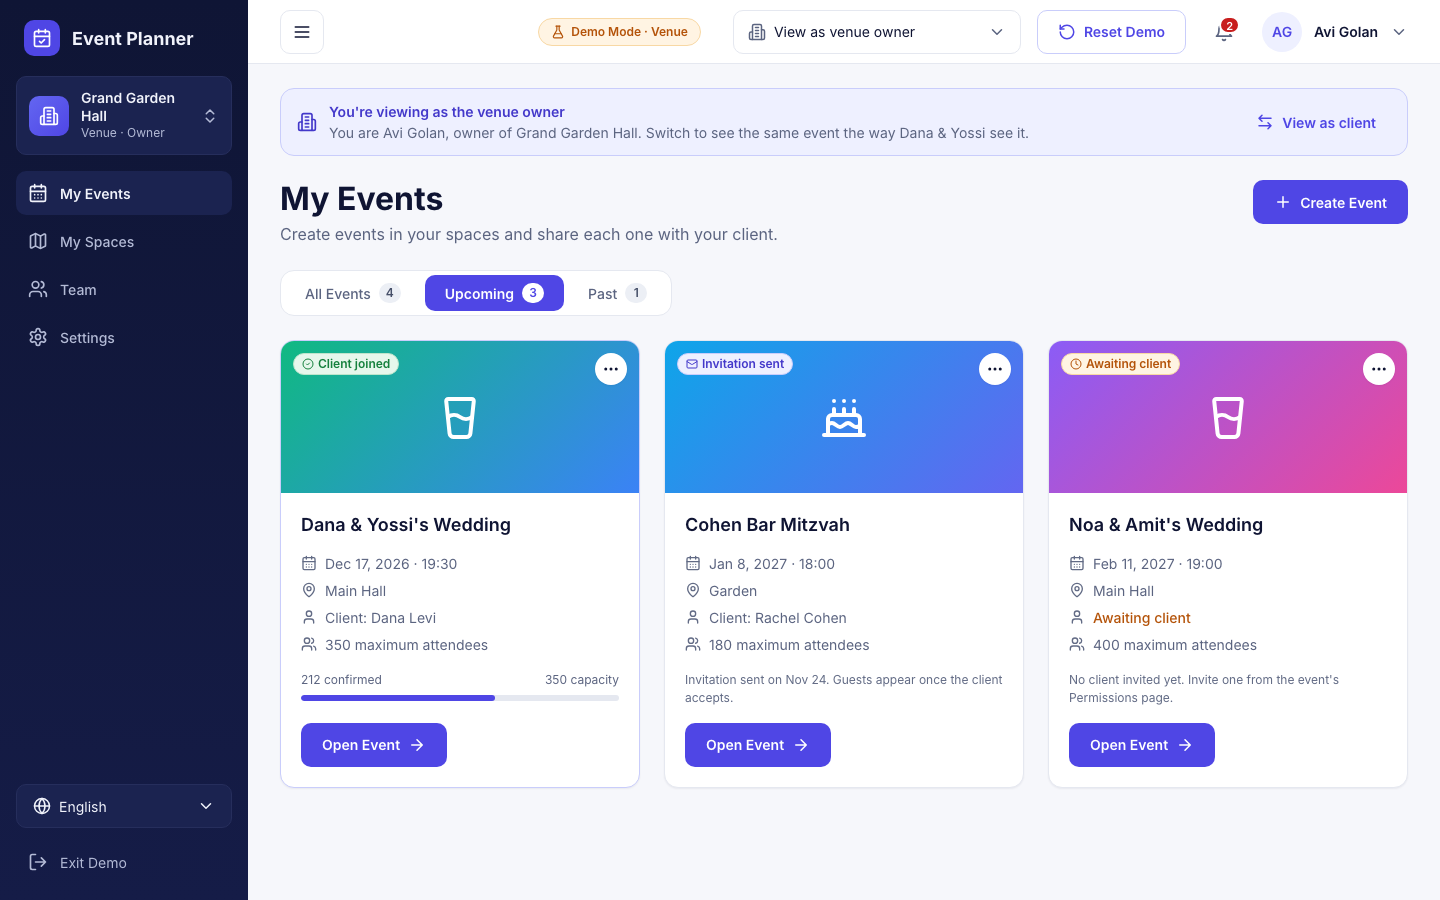 Event Planner
Grand Garden
Hall
Venue · Owner
My Events
My Spaces
Team
Settings
English
Exit Demo
Demo Mode · Venue
View as venue owner
Reset Demo
2
AG
Avi Golan
You're viewing as the venue owner
You are Avi Golan, owner of Grand Garden Hall. Switch to see the same event the way Dana & Yossi see it.
View as client
My Events
Create events in your spaces and share each one with your client.
Create Event
All Events 4
Upcoming 3
Past 1
Client joined
Dana & Yossi's Wedding
Dec 17, 2026 · 19:30
Main Hall
Client: Dana Levi
350 maximum attendees
212 confirmed 350 capacity
Open Event
Invitation sent
Cohen Bar Mitzvah
Jan 8, 2027 · 18:00
Garden
Client: Rachel Cohen
180 maximum attendees
Invitation sent on Nov 24. Guests appear once the client
accepts.
Open Event
Awaiting client
Noa & Amit's Wedding
Feb 11, 2027 · 19:00
Main Hall
Awaiting client
400 maximum attendees
No client invited yet. Invite one from the event's
Permissions page.
Open Event